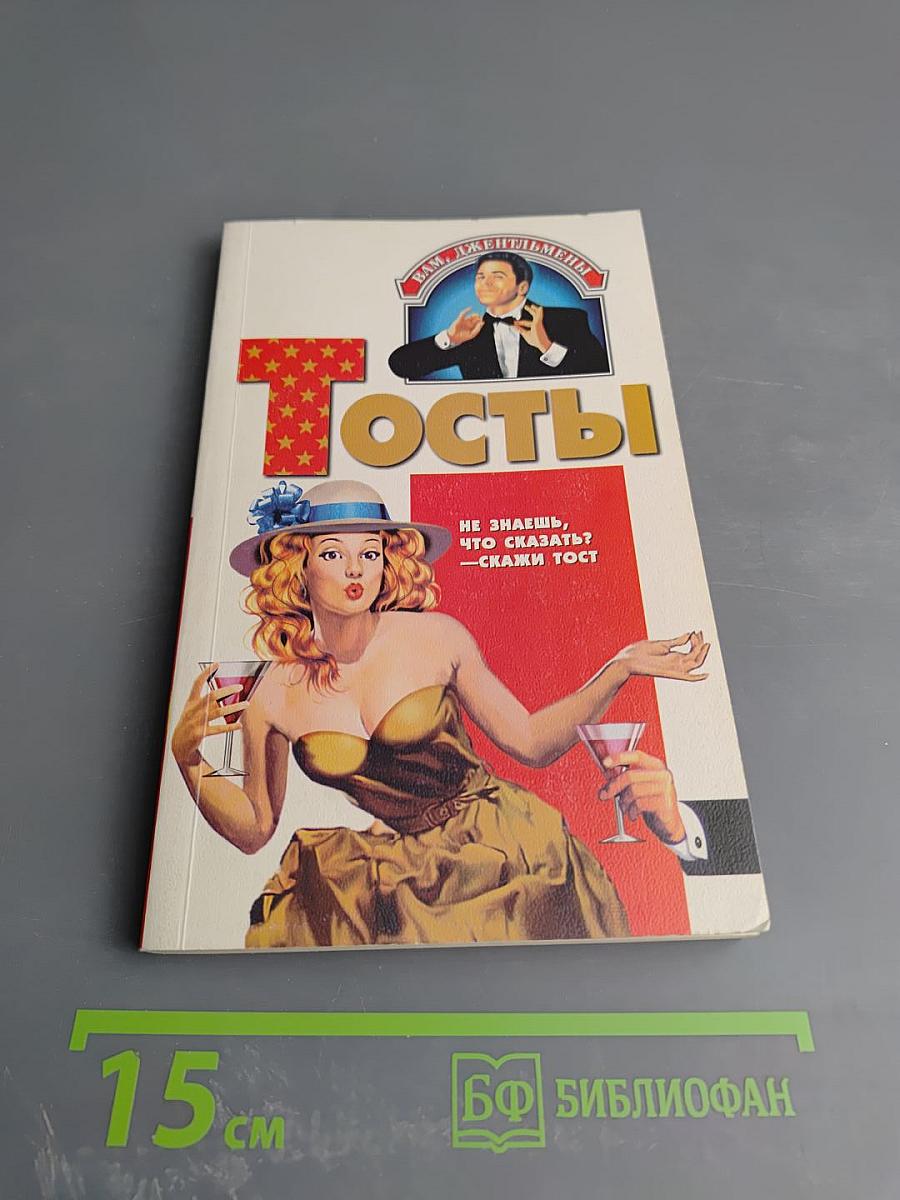 ВАМ, ДЖЕНТЛЬМЕНЫ
ТОСТЫ
НЕ ЗНАЕШЬ,
ЧТО СКАЗАТЬ?
—СКАЖИ ТОСТ
15 см
БФ БИБЛИОФАН